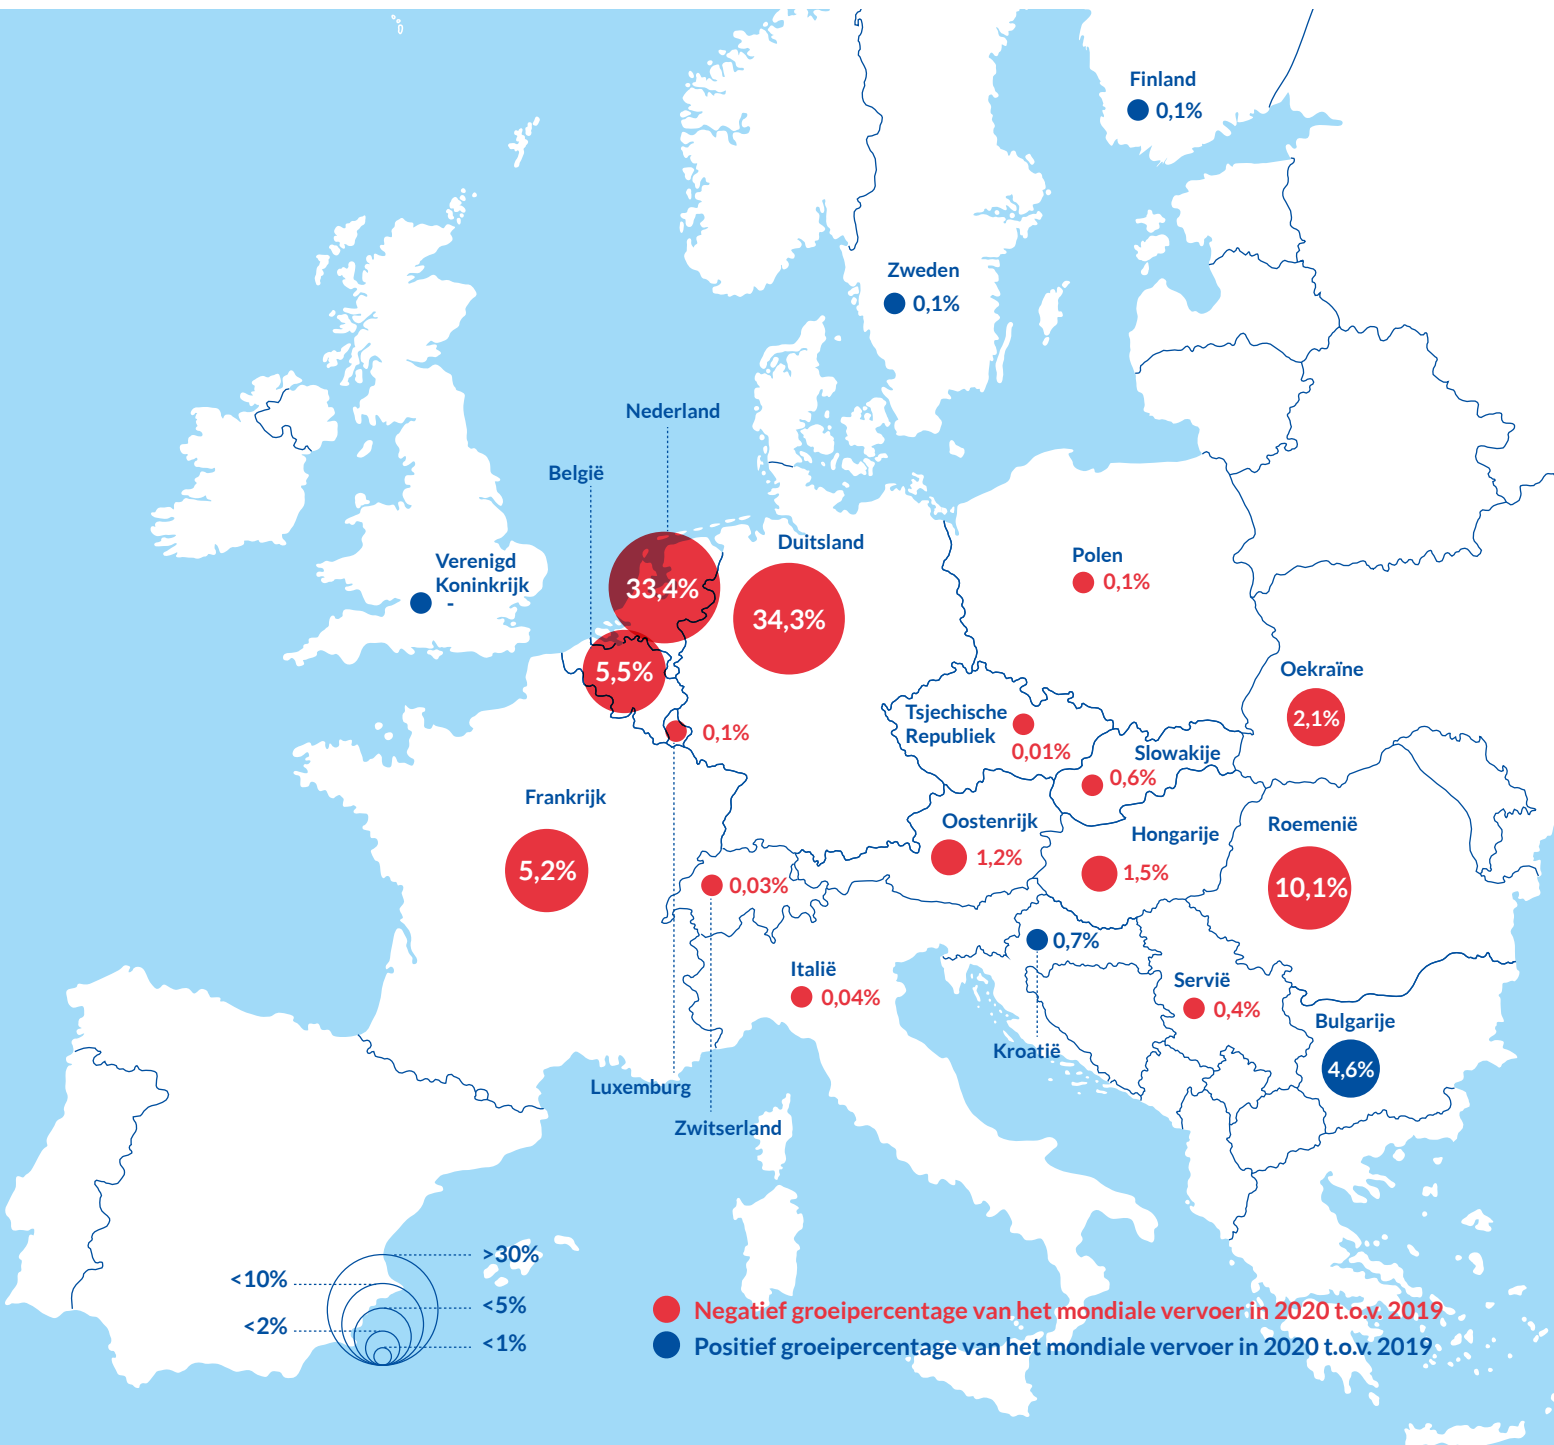 Finland
0,1%
Zweden
0,1%
Nederland
België
Verenigd
Koninkrijk
-
33,4%
Duitsland
34,3%
5,5%
Polen
0,1%
Oekraïne
2,1%
0,1%
Tsjechische
Republiek
0,01%
Slowakije
0,6%
Frankrijk
5,2%
Oostenrijk
1,2%
Hongarije
1,5%
Roemenië
10,1%
0,03%
0,7%
Italië
0,04%
Servië
0,4%
Bulgarije
4,6%
Kroatië
Luxemburg
Zwitserland
>30%
<10%
<5%
<2%
<1%
Negatief groeipercentage van het mondiale vervoer in 2020 t.o.v. 2019
Positief groeipercentage van het mondiale vervoer in 2020 t.o.v. 2019